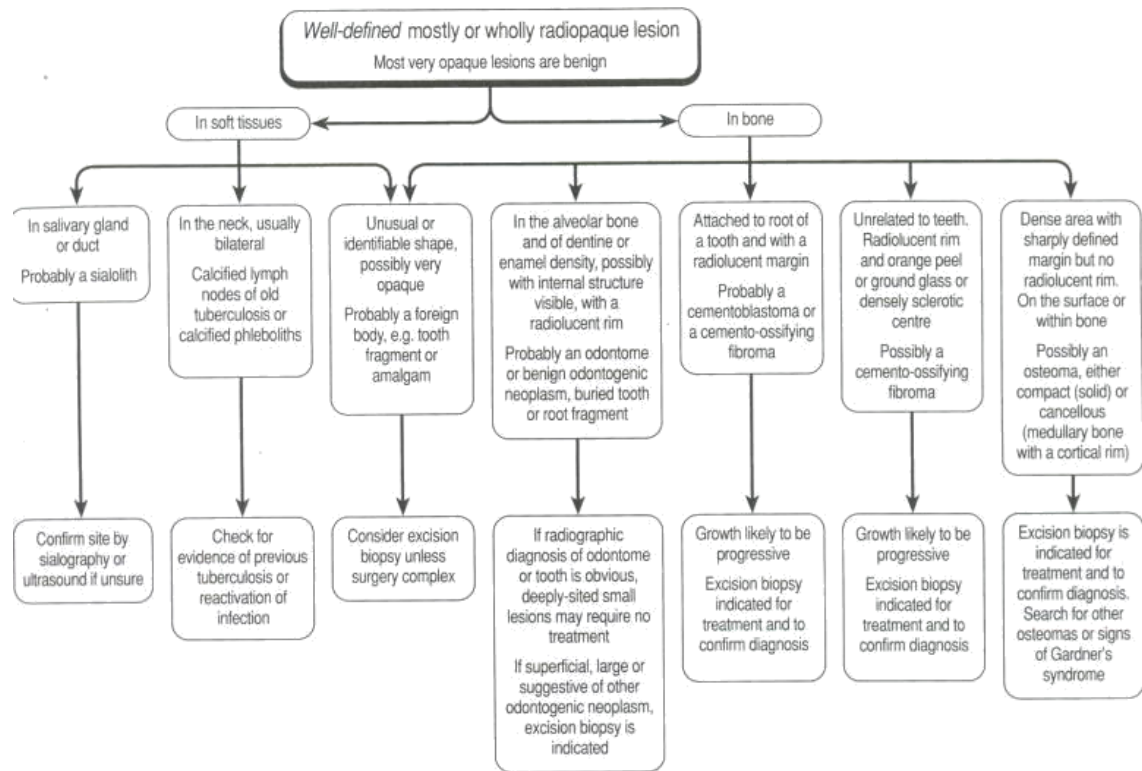 Well-defined mostly or wholly radiopaque lesion
Most very opaque lesions are benign
In soft tissues
In bone
In salivary gland
or duct
Probably a sialolith
In the neck, usually
bilateral
Calcified lymph
nodes of old
tuberculosis or
calcified phleboliths
Unusual or
identifiable shape,
possibly very
opaque
Probably a foreign
body, e.g. tooth
fragment or
amalgam
In the alveolar bone
and of dentine or
enamel density, possibly
with internal structure
visible, with a
radiolucent rim
Probably an odontome
or benign odontogenic
neoplasm, buried tooth
or root fragment
Attached to root of
a tooth and with a
radiolucent margin
Probably a
cementoblastoma or
a cemento-ossifying
fibroma
Unrelated to teeth.
Radiolucent rim
and orange peel
or ground glass or
densely sclerotic
centre
Possibly a
cemento-ossifying
fibroma
Dense area with
sharply defined
margin but no
radiolucent rim.
On the surface or
within bone
Possibly an
osteoma, either
compact (solid) or
cancellous
(medullary bone
with a cortical rim)
Confirm site by
sialography or
ultrasound if unsure
Check for
evidence of previous
tuberculosis or
reactivation of
infection
Consider excision
biopsy unless
surgery complex
If radiographic
diagnosis of odontome
or tooth is obvious,
deeply-sited small
lesions may require no
treatment
If superficial, large or
suggestive of other
odontogenic neoplasm,
excision biopsy is
indicated
Growth likely to be
progressive
Excision biopsy
indicated for
treatment and to
confirm diagnosis
Growth likely to be
progressive
Excision biopsy
indicated for
treatment and to
confirm diagnosis
Excision biopsy is
indicated for
treatment and to
confirm diagnosis.
Search for other
osteomas or signs
of Gardner's
syndrome